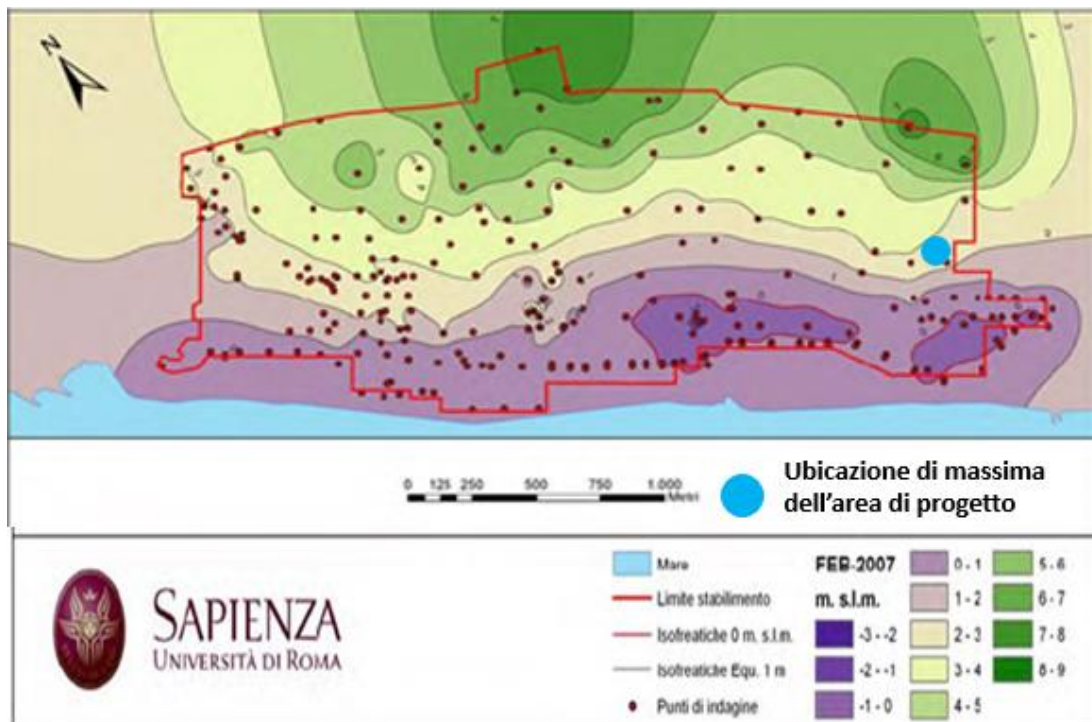 N
0 125 250 500 750 1.000
Metri
Ubicazione di massima
dell'area di progetto
SAPIENZA
UNIVERSITÀ DI ROMA
Mare
Limite stabilimento
Isofreatiche 0 m. s.l.m.
Isofreatiche Equ. 1 m
Punti di indagine
FEB-2007
m. s.l.m.
-3 - -2
-2 - -1
-1 - 0
0 - 1
1 - 2
2 - 3
3 - 4
4 - 5
5 - 6
6 - 7
7 - 8
8 - 9